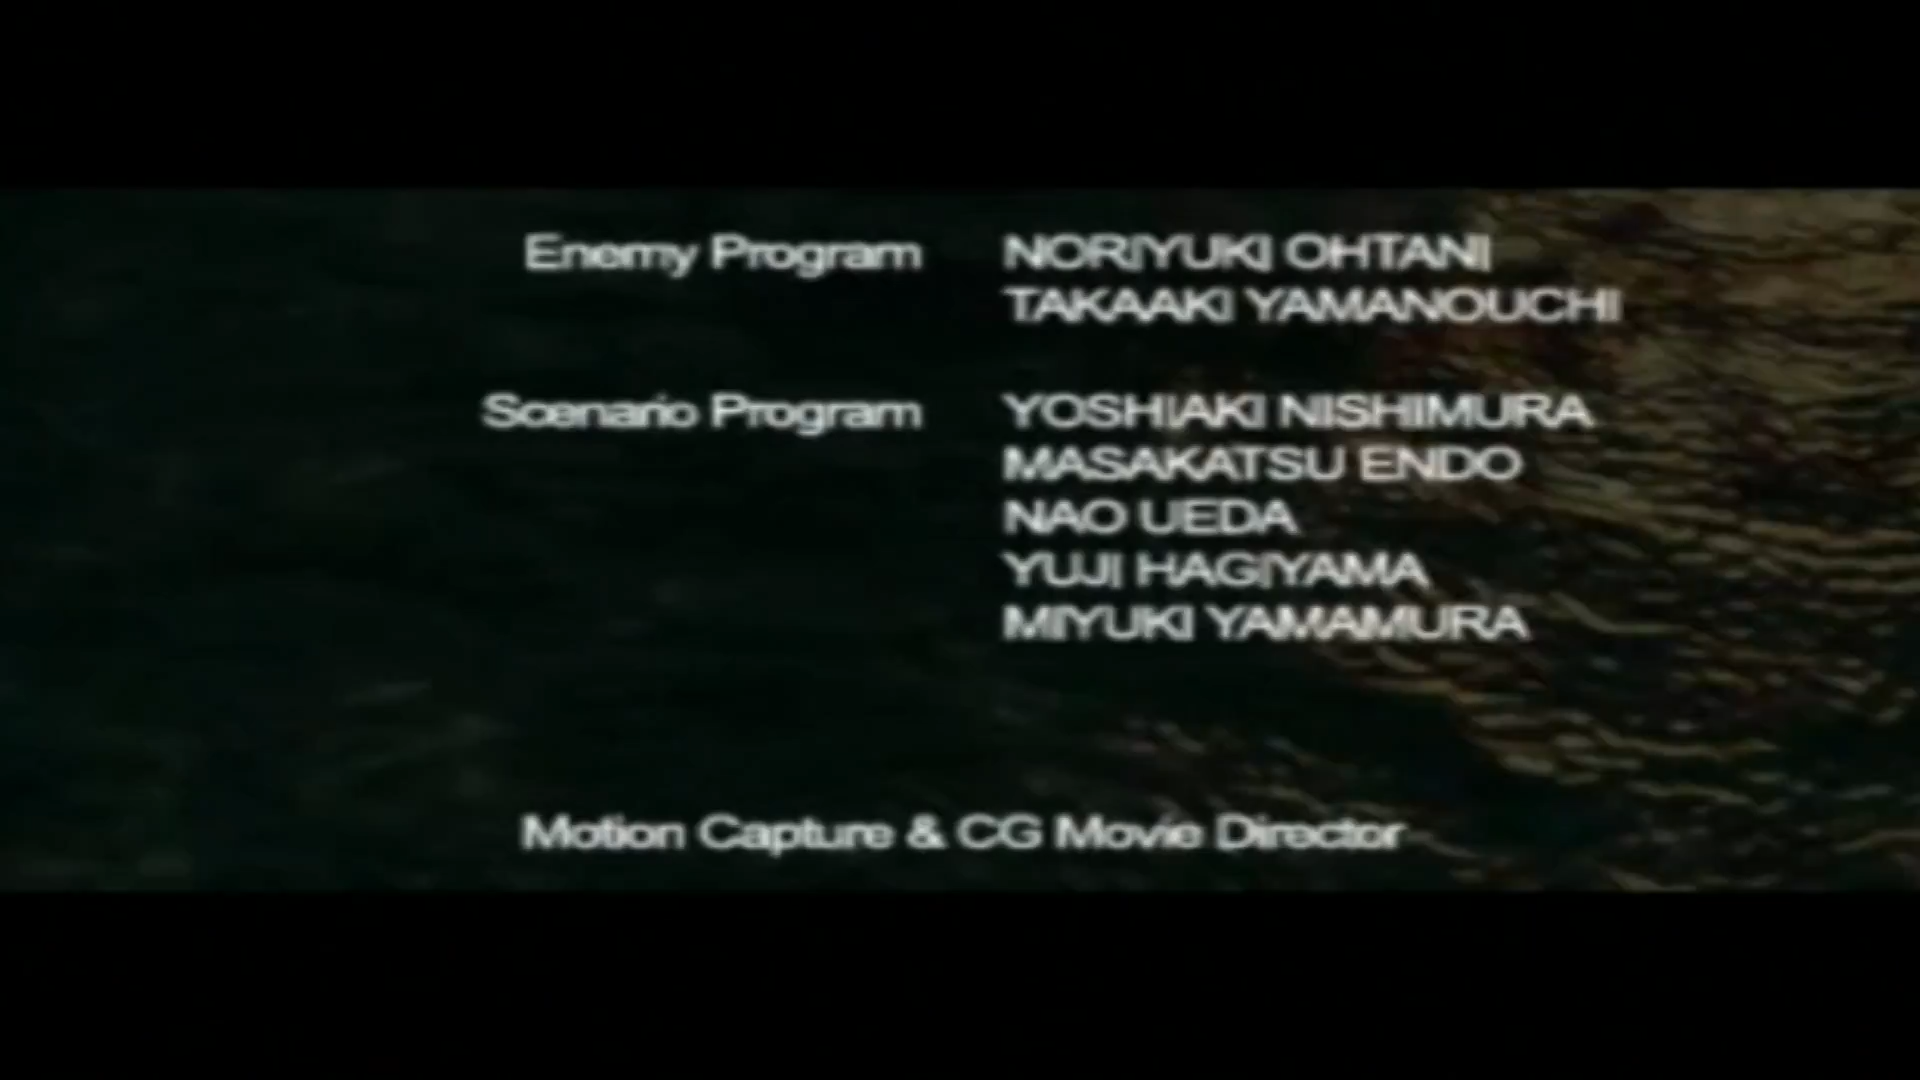 Enemy Program NORIYUKI OHTANI
TAKAAKI YAMANOUCHI
Scenario Program YOSHIAKI NISHIMURA
MASAKATSU ENDO
NAO UEDA
YUJI HAGIYAMA
MIYUKI YAMAMURA
Motion Capture & CG Movie Director